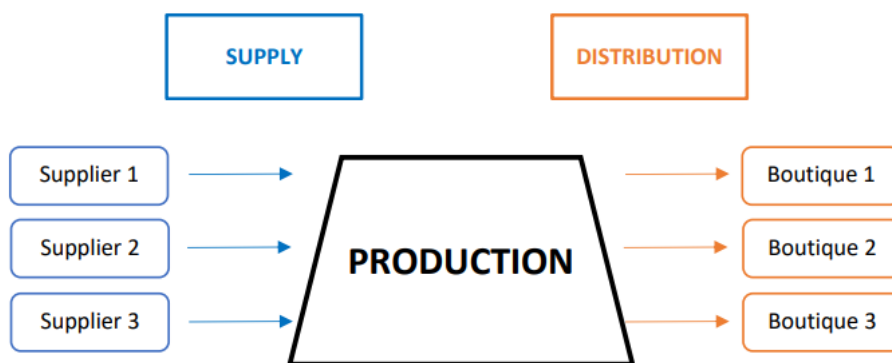 SUPPLY
DISTRIBUTION
Supplier 1
Boutique 1
Supplier 2
PRODUCTION
Boutique 2
Supplier 3
Boutique 3